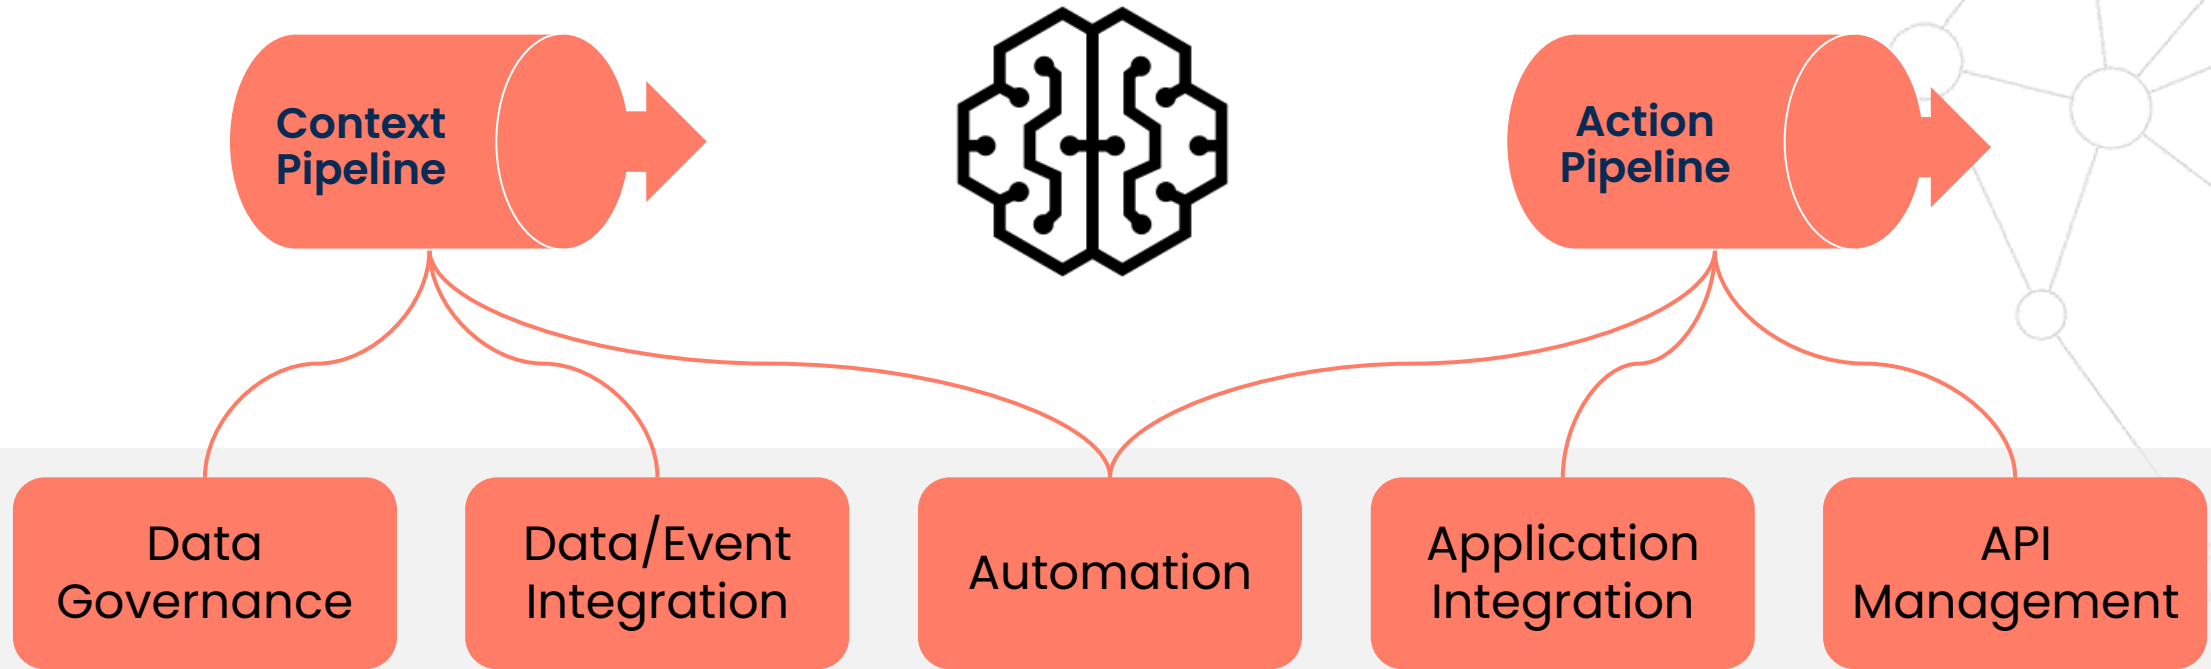 Context
Pipeline
Action
Pipeline
Data
Governance
Data/Event
Integration
Automation
Application
Integration
API
Management